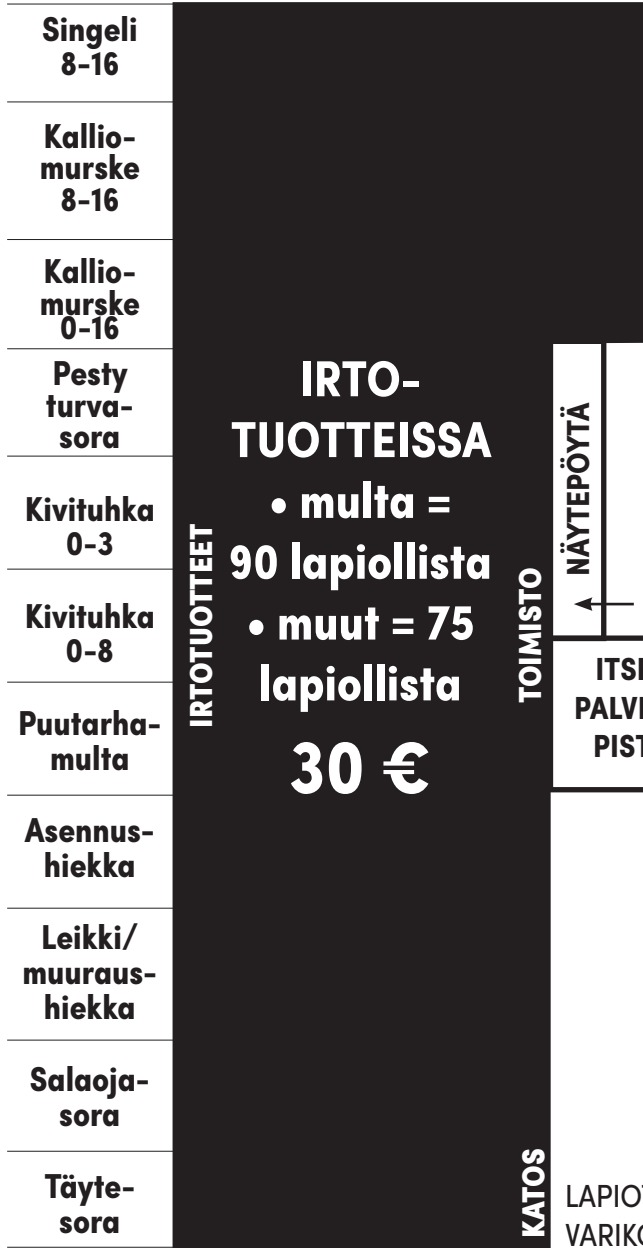 Singeli
8-16
Kallio-
murske
8-16
Kallio-
murske
0-16
Pesty
turva-
sora
Kivituhka
0-3
Kivituhka
0-8
Puutarha-
multa
Asennus-
hiekka
Leikki/
muuraus-
hiekka
Salaoja-
sora
Täyte-
sora
IRTOTUOTTEET
IRTO-
TUOTTEISSA
• multa =
90 lapiollista
• muut = 75
lapiollista
30 €
TOIMISTO
KATOS
NÄYTEPÖYTÄ